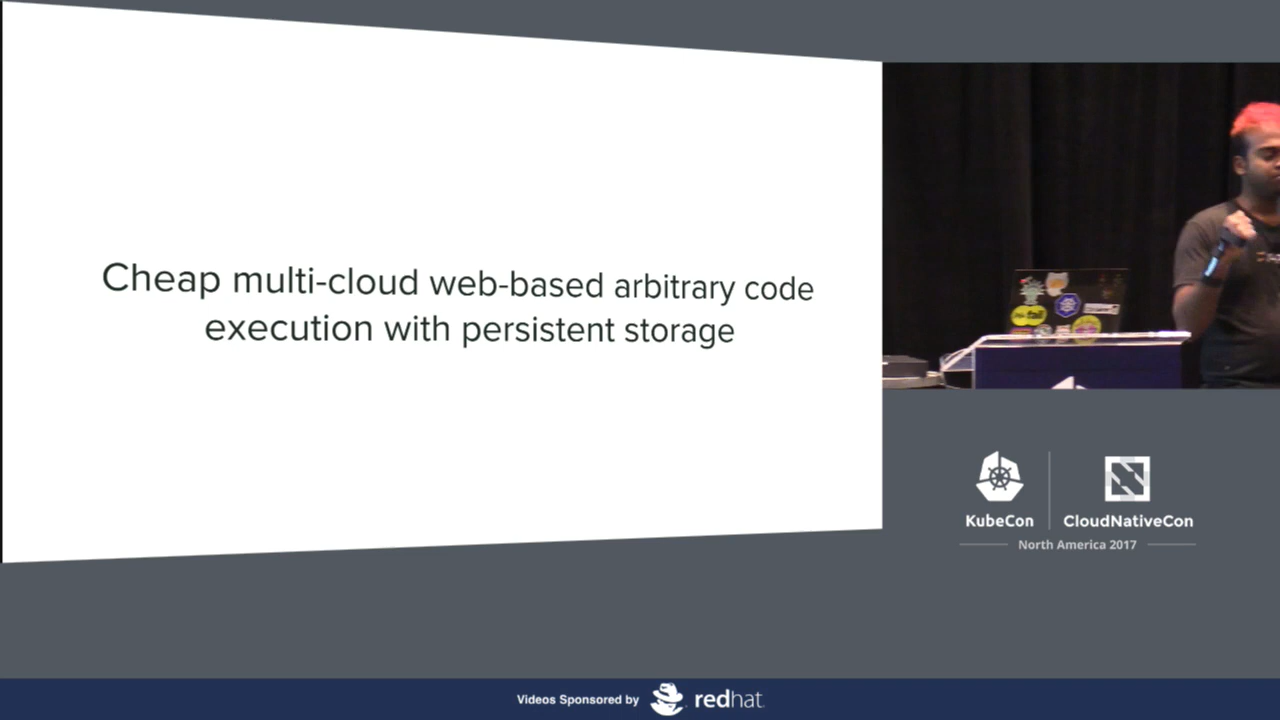 Cheap multi-cloud web-based arbitrary code
execution with persistent storage
KubeCon
CloudNativeCon
North America 2017
Videos Sponsored by
redhat